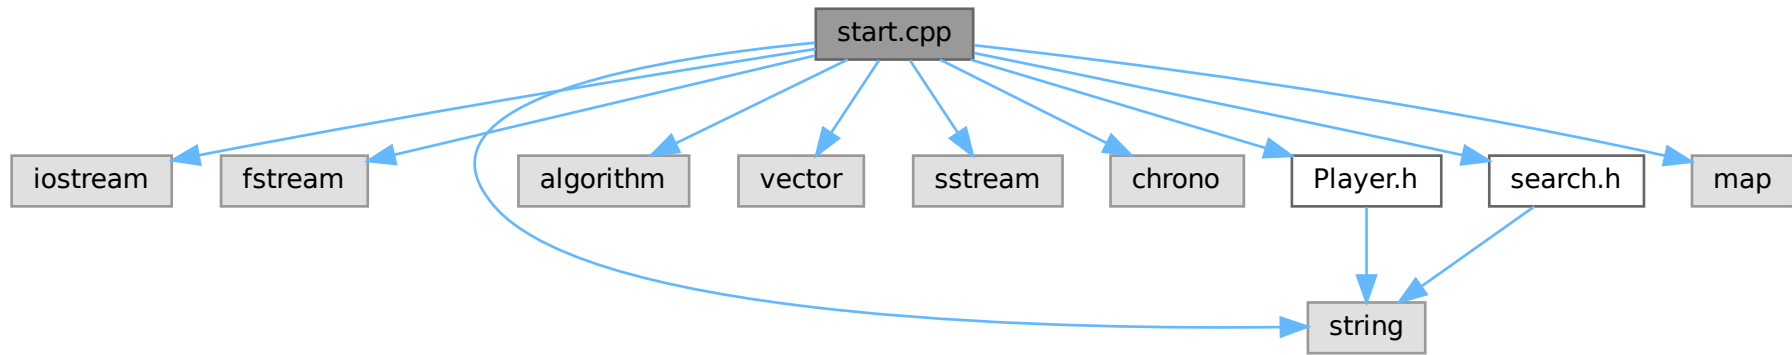 start.cpp
iostream
fstream
algorithm
vector
sstream
chrono
Player.h
search.h
map
string